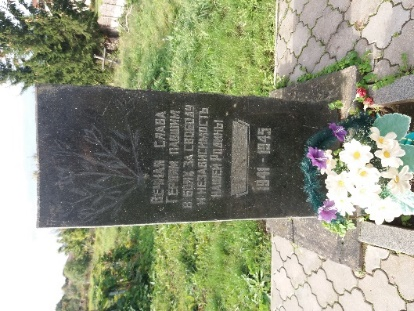 Вечная слава
Героям павшим
в боях за свободу
и независимость
нашей Родины
1941-1945